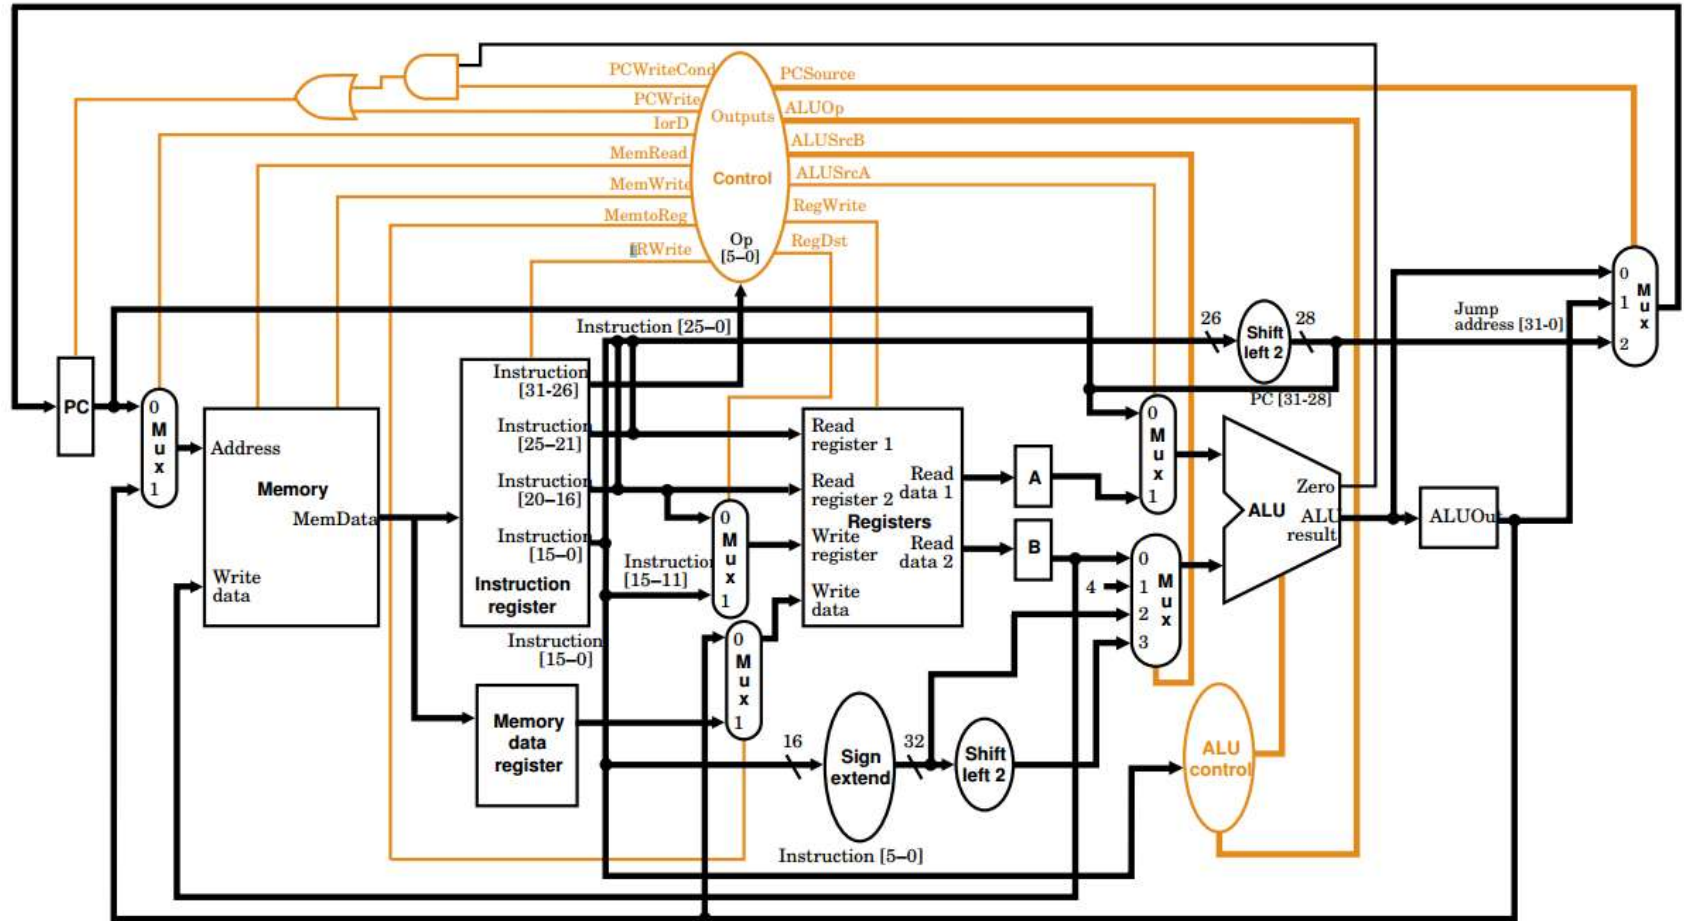 PCWriteCond
PCSource
PCWrite
ALUOp
IorD
Outputs
ALUSrcB
MemRead
Control
ALUSrcA
MemWrite
RegWrite
MemtoReg
Op
[5–0]
RegDst
IRWrite
Instruction [25–0]
26
Shift
left 2
28
Jump
address [31-0]
0
1
2
M
u
x
PC [31-28]
PC
0
M
u
x
1
Address
Memory
MemData
Write
data
Instruction
[31-26]
Instruction
[25–21]
Instruction
[20–16]
Instruction
[15–0]
Instruction
register
Instruction
[15–11]
0
M
u
x
1
Read
register 1
Read
register 2
Registers
Write
register
Write
data
Read
data 1
Read
data 2
A
B
0
M
u
x
1
4
0
1
2
3
M
u
x
Zero
ALU
ALU
result
ALUOut
Instruction
[15–0]
Memory
data
register
0
M
u
x
1
16
Sign
extend
32
Shift
left 2
ALU
control
Instruction [5–0]